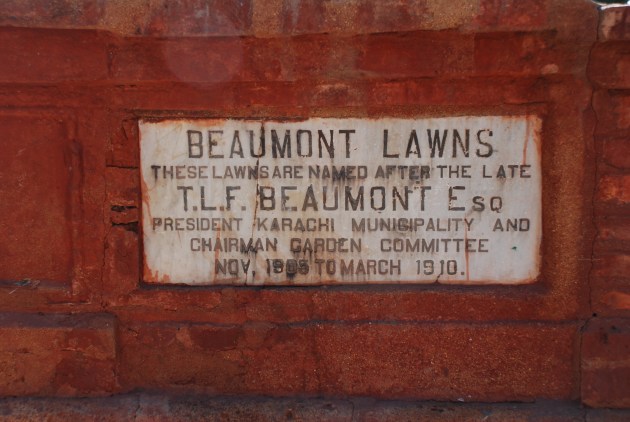 BEAUMONT LAWNS
THESE LAWNS ARE NAMED AFTER THE LATE
T.L.F. BEAUMONT ESQ
PRESIDENT KARACHI MUNICIPALITY AND
CHAIRMAN GARDEN COMMITTEE
NOV. 1905 TO MARCH 1910.